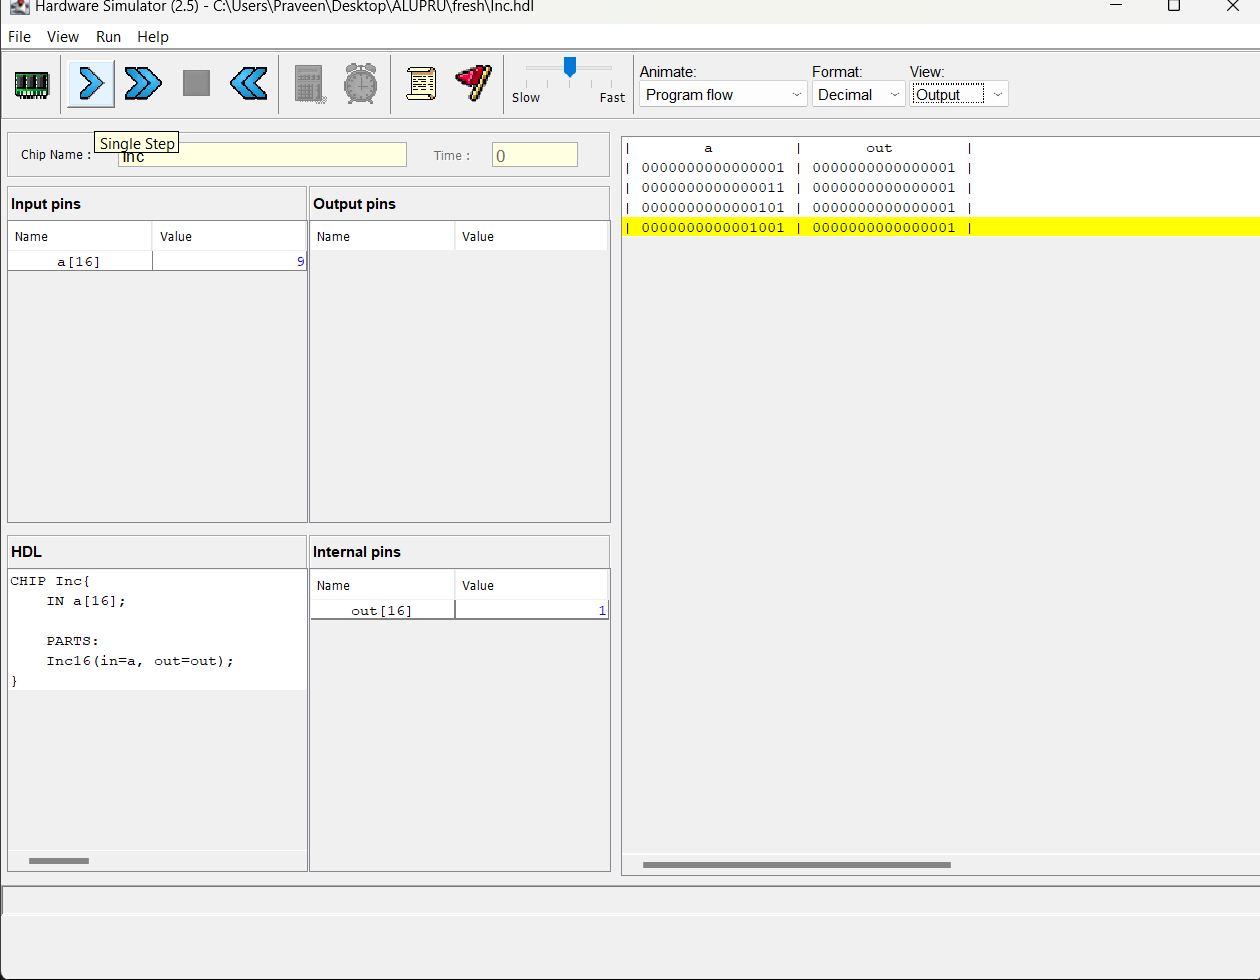 Hardware Simulator (2.5) - C:\Users\Praveen\Desktop\ALUPRU\fresh\Inc.hdl
File View Run Help
Slow Fast
Animate: Format: View:
Program flow Decimal Output
Single Step
Chip Name : Inc Time : 0
Input pins
Name Value
a[16] 9
Output pins
Name Value
HDL
CHIP Inc{
IN a[16];
PARTS:
Inc16(in=a, out=out);
}
Internal pins
Name Value
out[16] 1
| a | out |
| 0000000000000001 | 0000000000000001 |
| 0000000000000011 | 0000000000000001 |
| 0000000000000101 | 0000000000000001 |
| 0000000000001001 | 0000000000000001 |